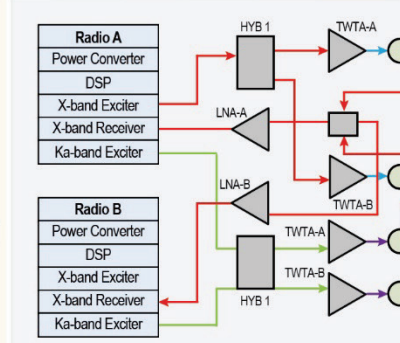 HYB 1
TWTA-A
Radio A
Power Converter
DSP
X-band Exciter
X-band Receiver
Ka-band Exciter
LNA-A
LNA-B
TWTA-B
Radio B
Power Converter
DSP
X-band Exciter
X-band Receiver
Ka-band Exciter
TWTA-A
TWTA-B
HYB 1